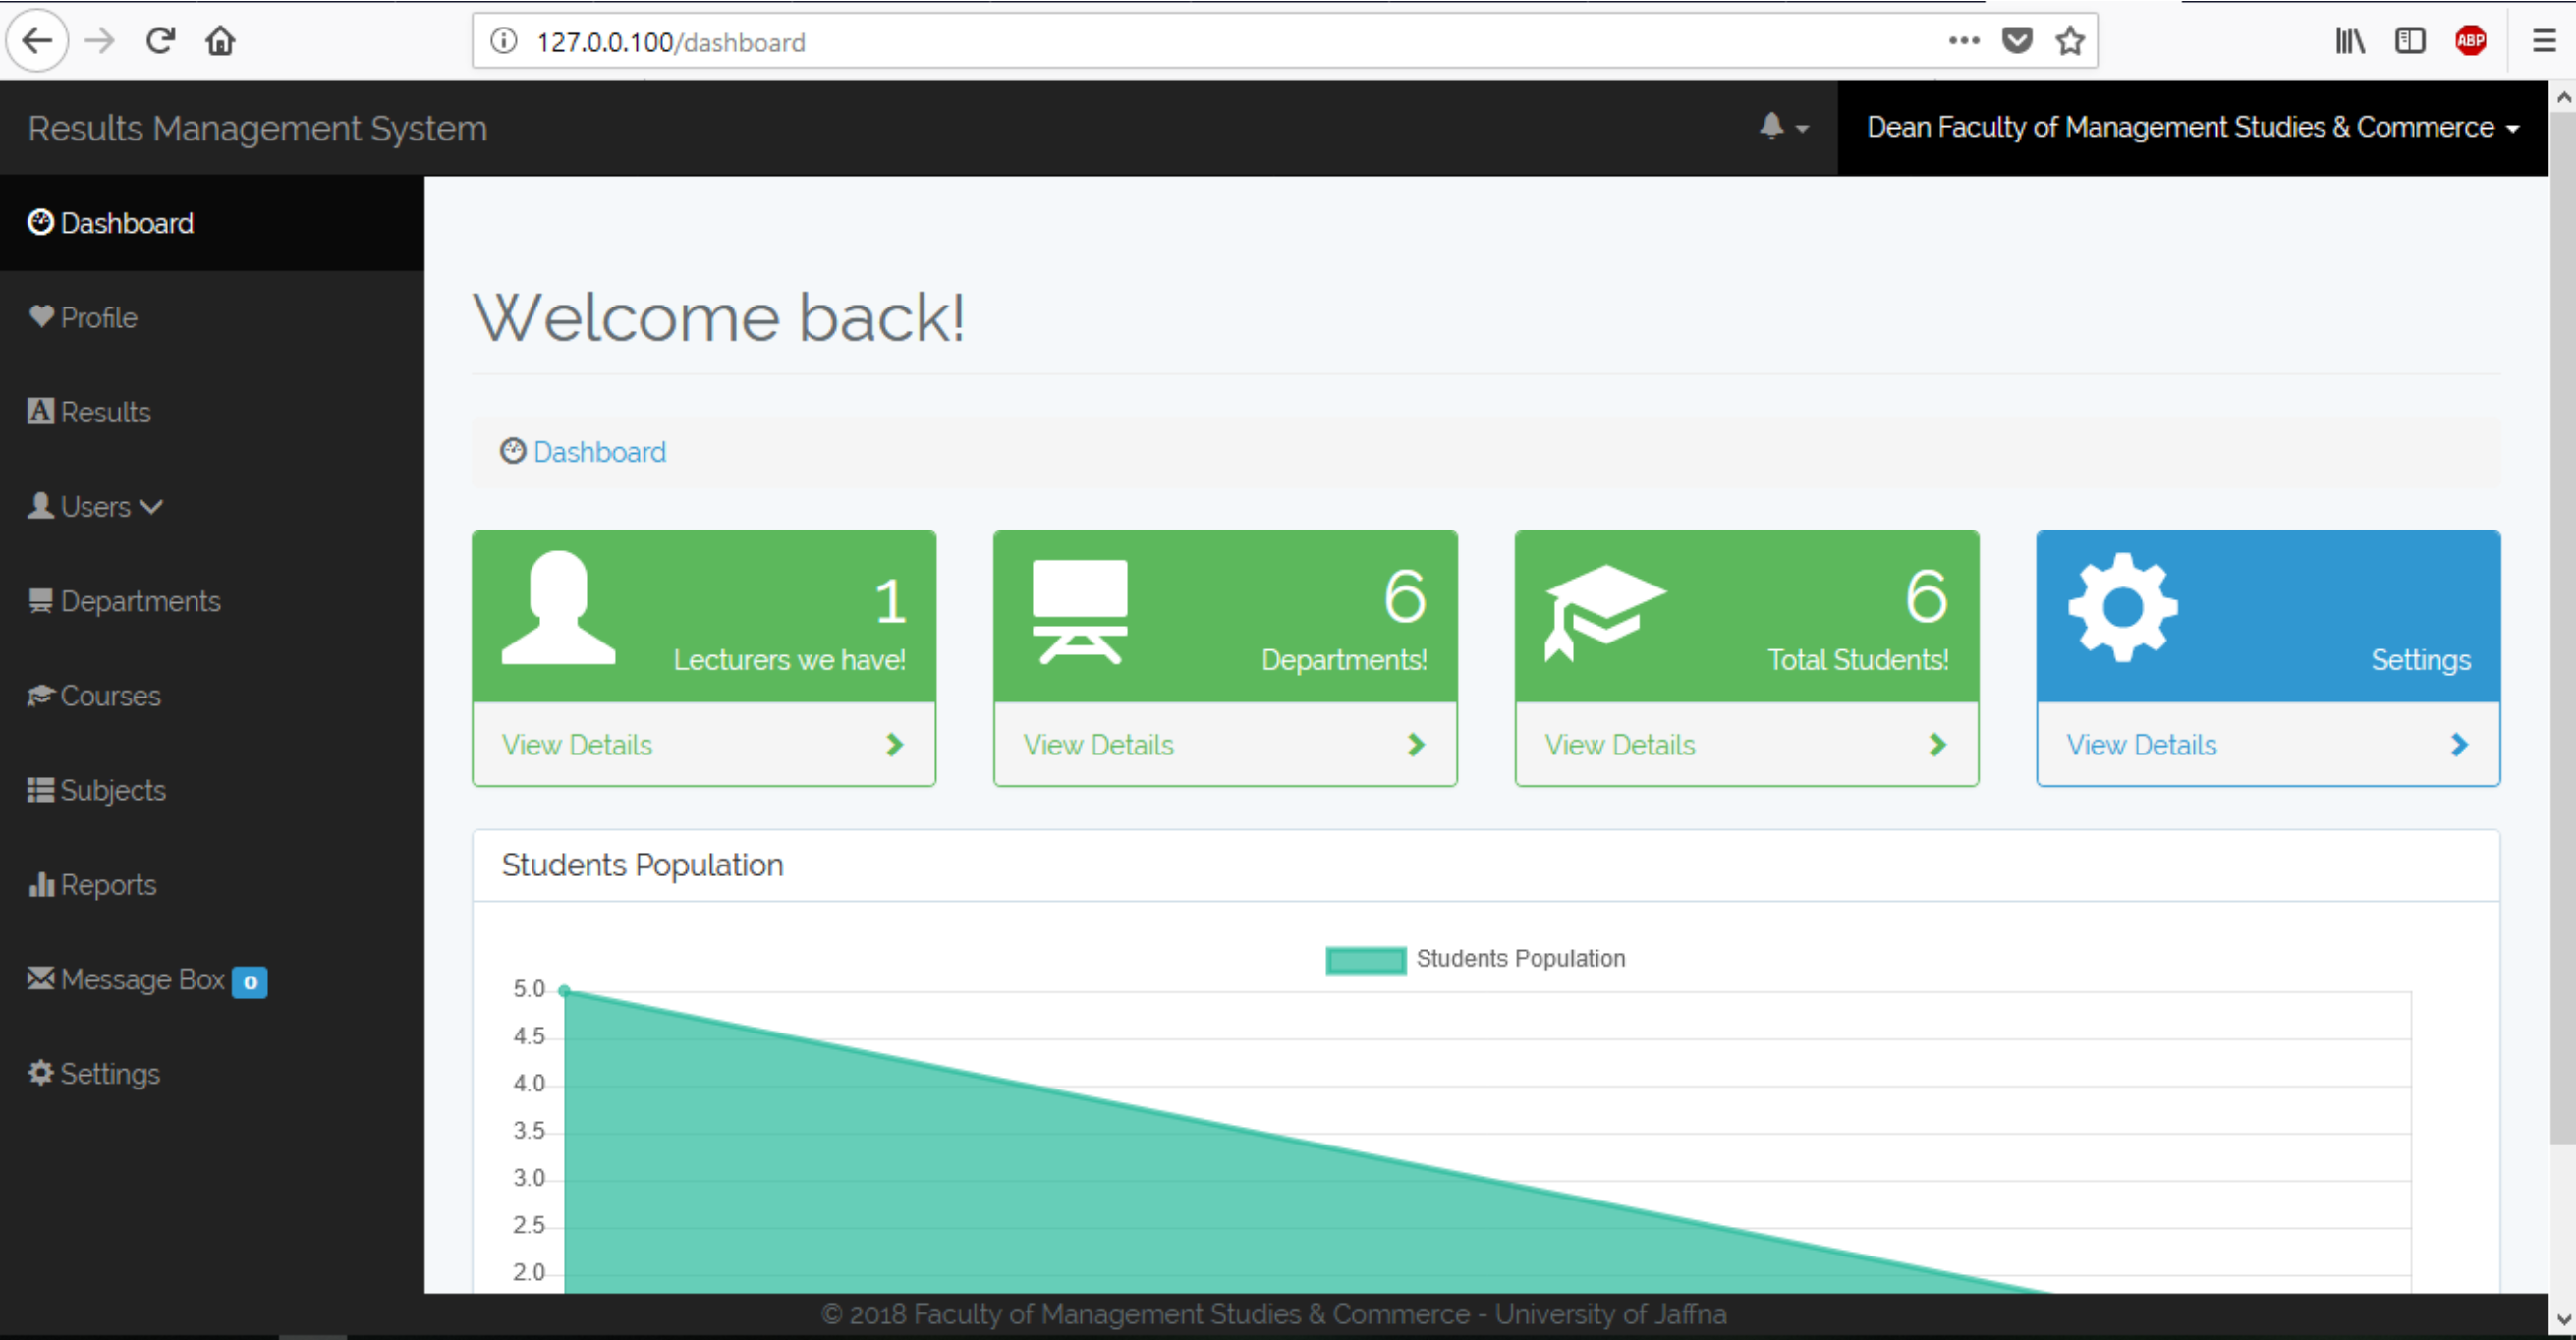 127.0.0.100/dashboard
ABP
Results Management System
Dean Faculty of Management Studies & Commerce
Dashboard
Profile
Results
Users
Departments
Courses
Subjects
Reports
Message Box 0
Settings
Welcome back!
Dashboard
1
Lecturers we have!
View Details
6
Departments!
View Details
6
Total Students!
View Details
Settings
View Details
Students Population
Students Population
5.0
4.5
4.0
3.5
3.0
2.5
2.0
© 2018 Faculty of Management Studies & Commerce - University of Jaffna